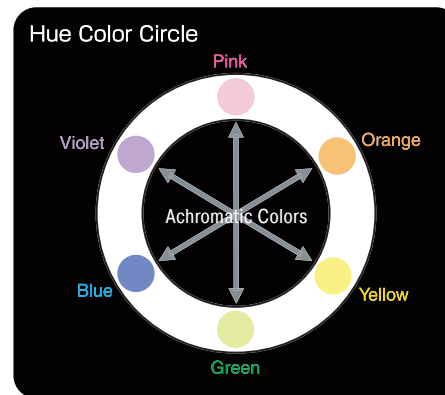 Hue Color Circle
Pink
Violet
Orange
Achromatic Colors
Blue
Yellow
Green